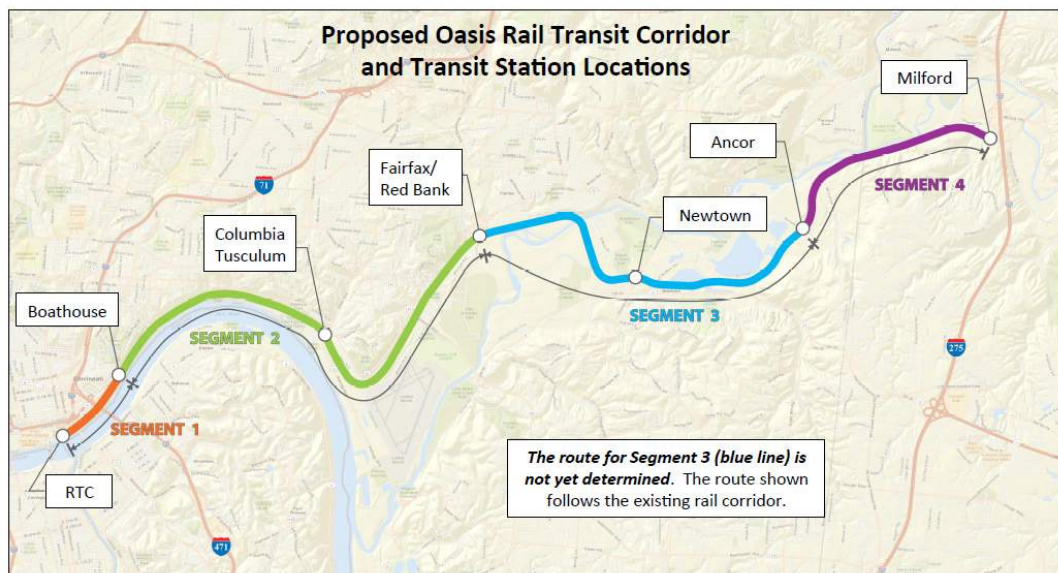 Proposed Oasis Rail Transit Corridor
and Transit Station Locations
Milford
Ancor
Fairfax/
Red Bank
SEGMENT 4
71
Newtown
Columbia
Tusculum
Boathouse
SEGMENT 2
SEGMENT 3
275
SEGMENT 1
The route for Segment 3 (blue line) is
not yet determined. The route shown
follows the existing rail corridor.
RTC
471